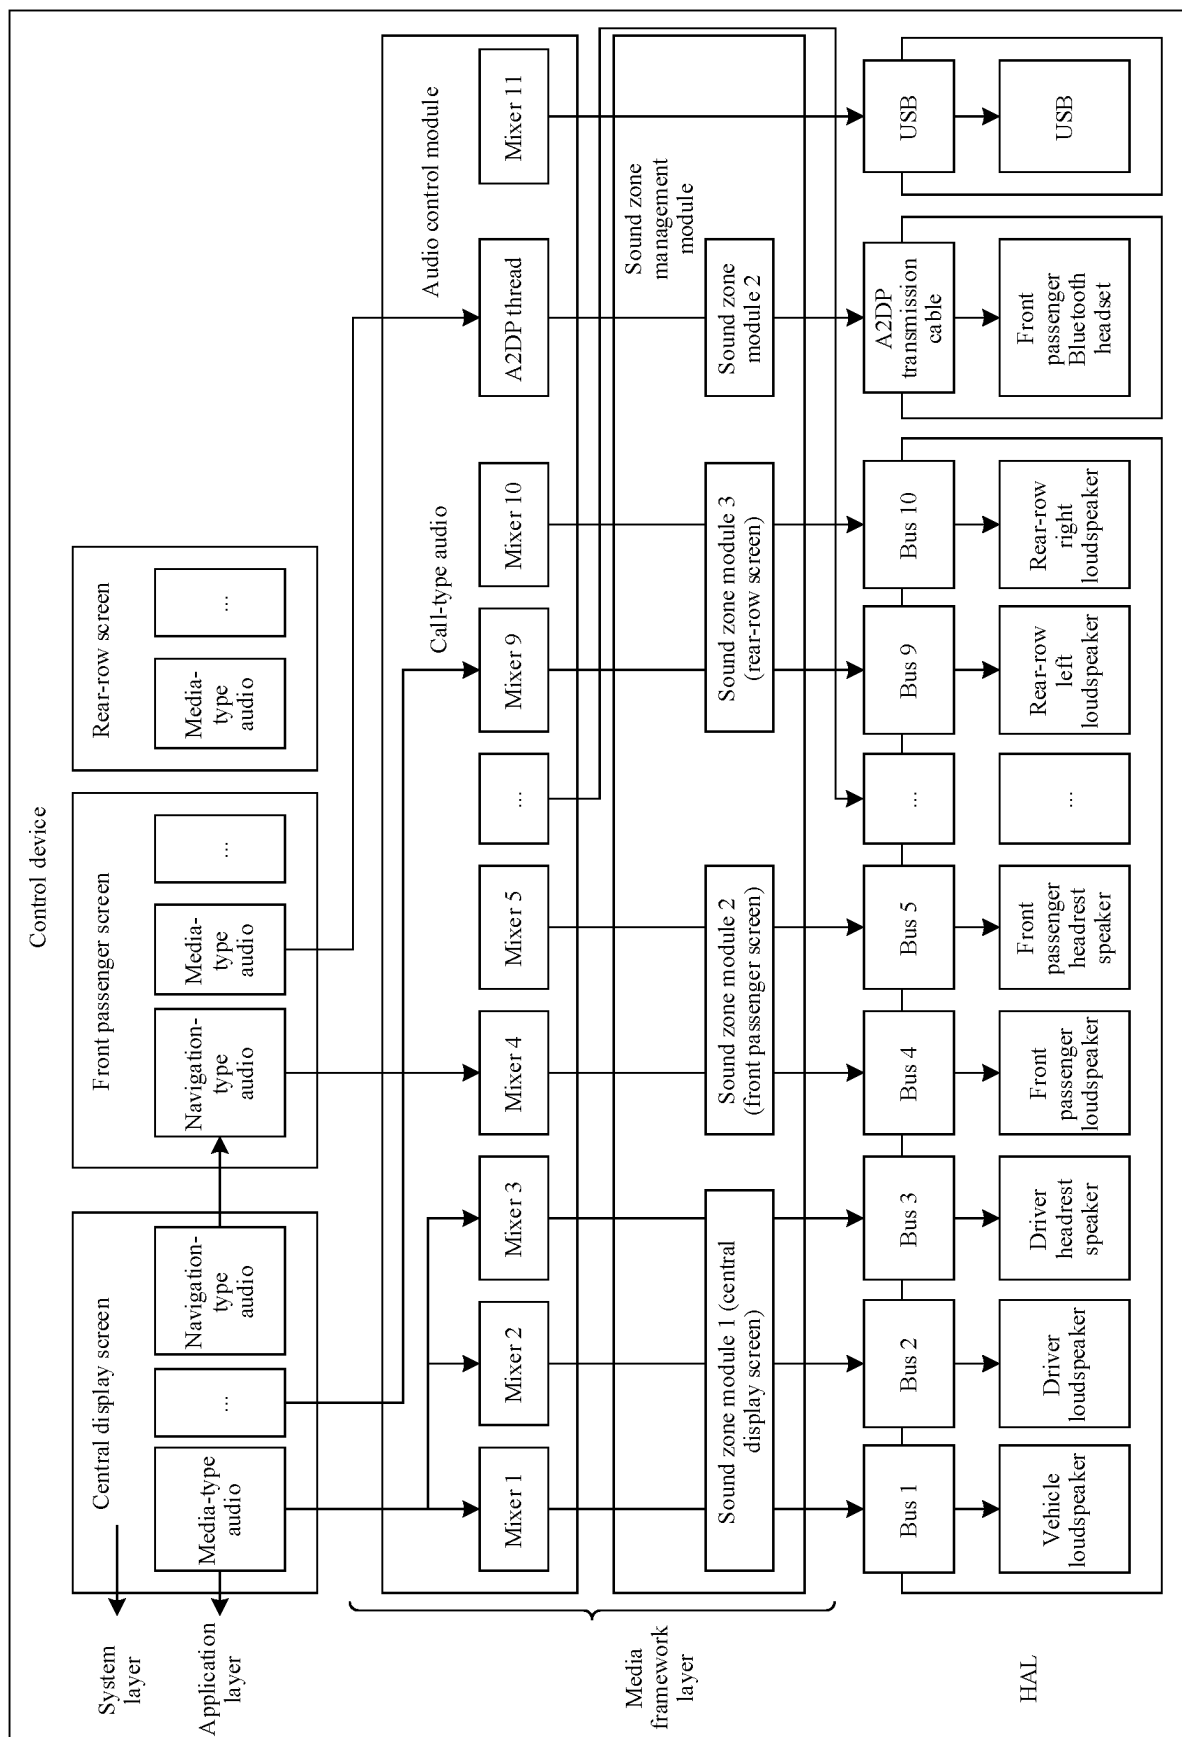 Control device
System
layer
Central display screen
Front passenger screen
Rear-row screen
Application
layer
Media-type
audio
...
Navigation-
type
audio
Navigation-
type
audio
Media-
type
audio
...
Media-
type
audio
...
Media
framework
layer
Call-type audio
Audio control module
Mixer 1
Mixer 2
Mixer 3
Mixer 4
Mixer 5
...
Mixer 9
Mixer 10
A2DP thread
Mixer 11
Sound zone
management
module
Sound zone module 1 (central
display screen)
Sound zone module 2
(front passenger screen)
Sound zone module 3
(rear-row screen)
Sound zone
module 2
HAL
Bus 1
Bus 2
Bus 3
Bus 4
Bus 5
...
Bus 9
Bus 10
A2DP
transmission
cable
USB
Vehicle
loudspeaker
Driver
loudspeaker
Driver
headrest
speaker
Front
passenger
loudspeaker
Front
passenger
headrest
speaker
...
Rear-row
left
loudspeaker
Rear-row
right
loudspeaker
Front
passenger
Bluetooth
headset
USB